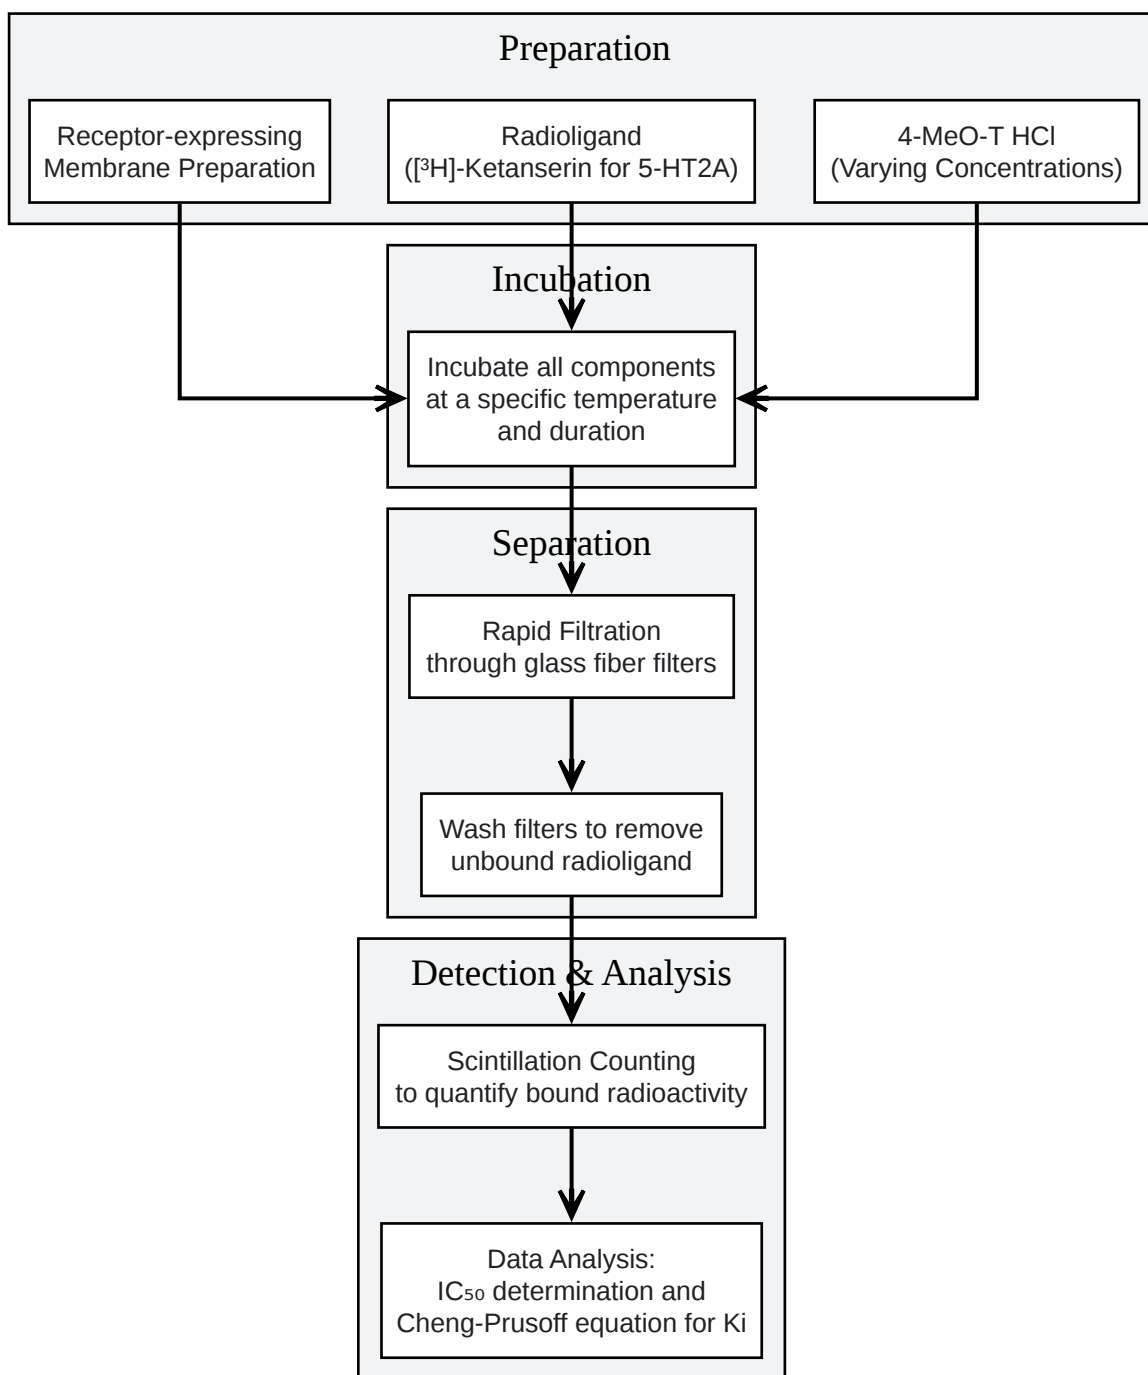 Preparation
Receptor-expressing
Membrane Preparation
Radioligand
([³H]-Ketanserin for 5-HT2A)
4-MeO-T HCl
(Varying Concentrations)
Incubation
Incubate all components
at a specific temperature
and duration
Separation
Rapid Filtration
through glass fiber filters
Wash filters to remove
unbound radioligand
Detection & Analysis
Scintillation Counting
to quantify bound radioactivity
Data Analysis:
IC₅₀ determination and
Cheng-Prusoff equation for Ki